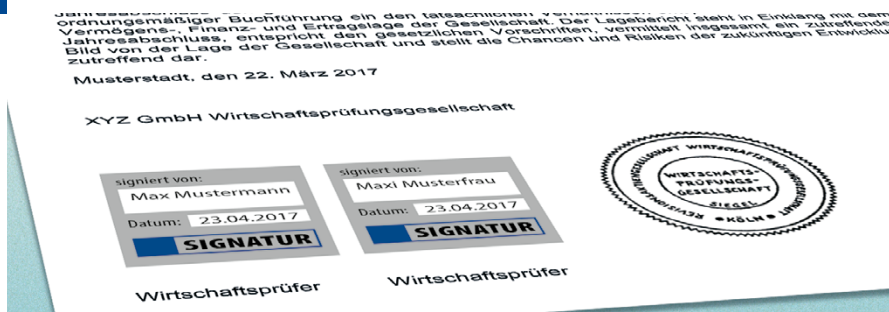 ordnungsmäßiger Buchführung ein den tatsächlichen
Vermögens-, Finanz- und Ertragslage der Gesellschaft. Der Lagebericht steht in Einklang mit dem
Jahresabschluss, entspricht den gesetzlichen Vorschriften, vermittelt insgesamt ein zutreffende
Bild von der Lage der Gesellschaft und stellt die Chancen und Risiken der zukünftigen Entwicklu
zutreffend dar.
Musterstadt, den 22. März 2017
XYZ GmbH Wirtschaftsprüfungsgesellschaft
signiert von:
Max Mustermann
Datum: 23.04.2017
SIGNATUR
Wirtschaftsprüfer
signiert von:
Maxi Musterfrau
Datum: 23.04.2017
SIGNATUR
Wirtschaftsprüfer
WIRTSCHAFTSPRÜFUNGSGESELLSCHAFT
WIRTSCHAFTS-
PRÜFUNGS-
GESELLSCHAFT
SIEGEL
KÖLN